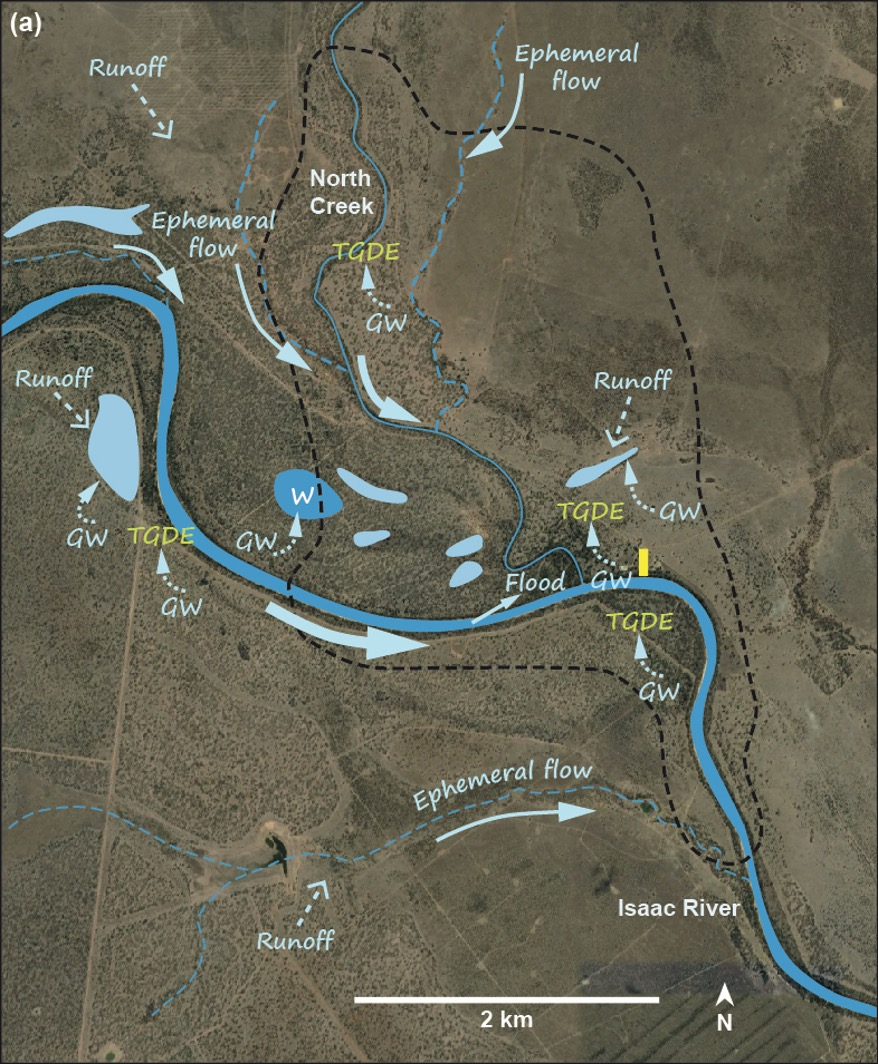 (a)
Runoff
Ephemeral
flow
North
Creek
Ephemeral
flow
TGDE
GW
Runoff
Runoff
W
GW
TGDE
GW
TGDE
GW
GW
Flood
GW
TGDE
GW
Ephemeral flow
Isaac River
Runoff
2 km
N